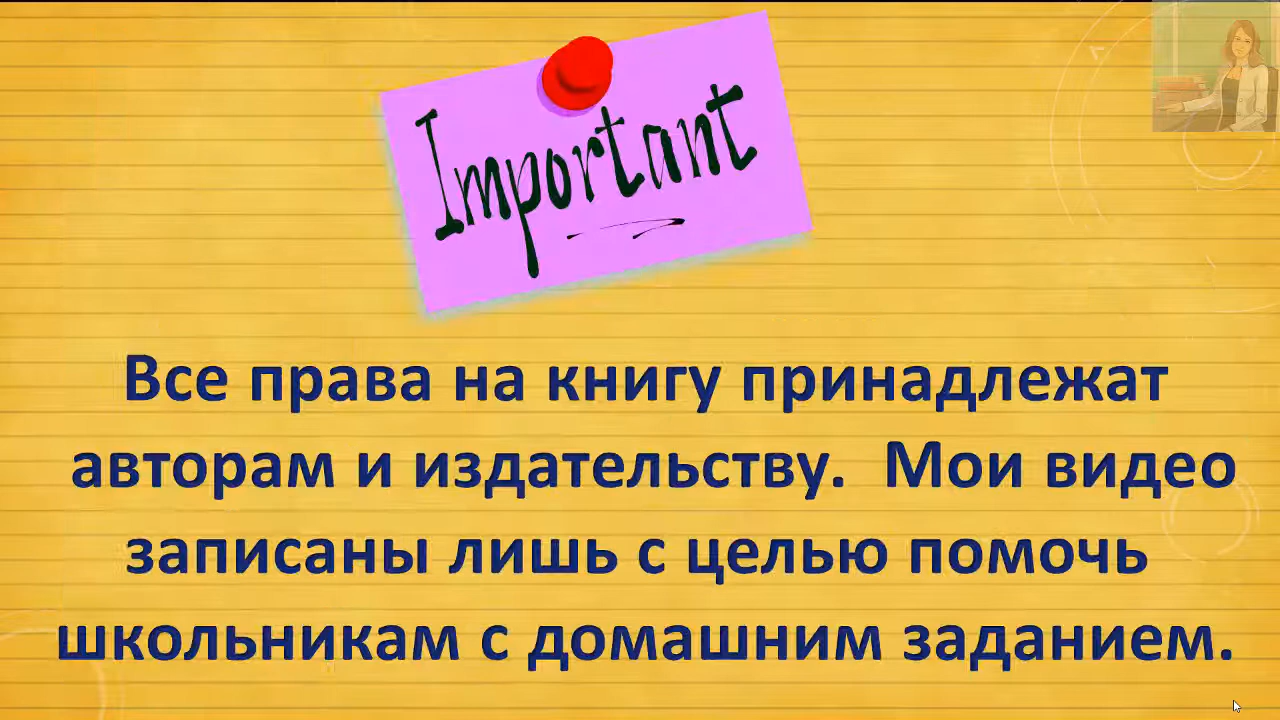 Important
Все права на книгу принадлежат
авторам и издательству.  Мои видео
записаны лишь с целью помочь
школьникам с домашним заданием.